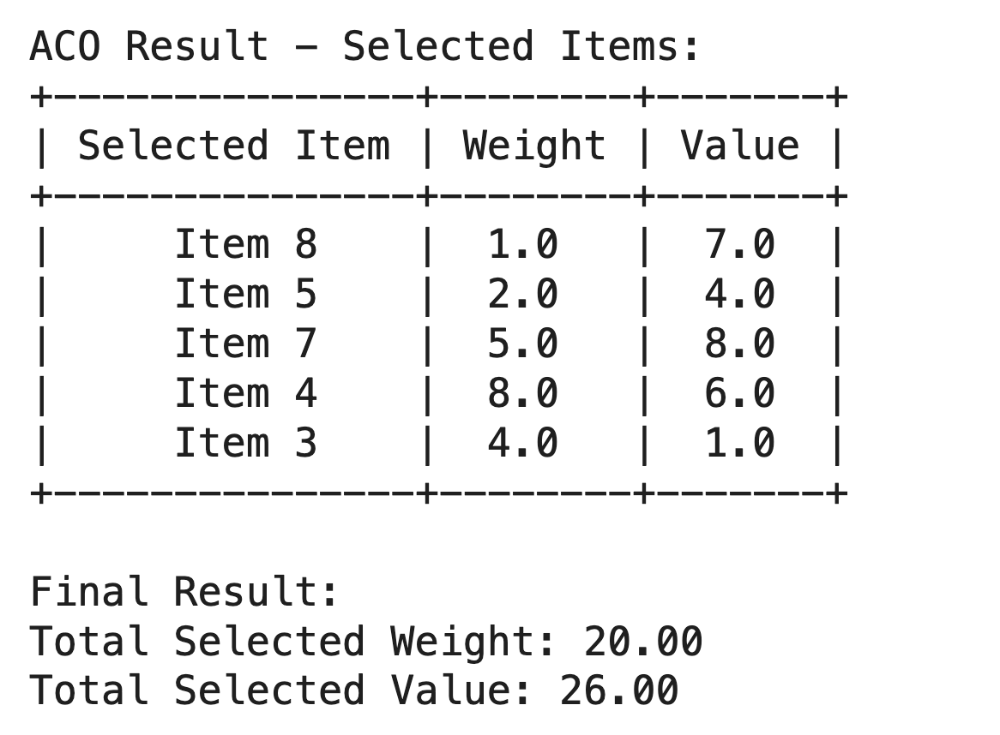 ACO Result – Selected Items:
+---------------+--------+-------+
| Selected Item | Weight | Value |
+---------------+--------+-------+
|     Item 8    |  1.0   |  7.0  |
|     Item 5    |  2.0   |  4.0  |
|     Item 7    |  5.0   |  8.0  |
|     Item 4    |  8.0   |  6.0  |
|     Item 3    |  4.0   |  1.0  |
+---------------+--------+-------+
Final Result:
Total Selected Weight: 20.00
Total Selected Value: 26.00